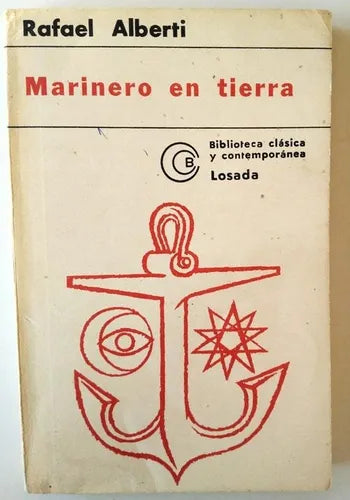 Rafael Alberti
Marinero en tierra
B
Biblioteca clásica
y contemporánea
Losada